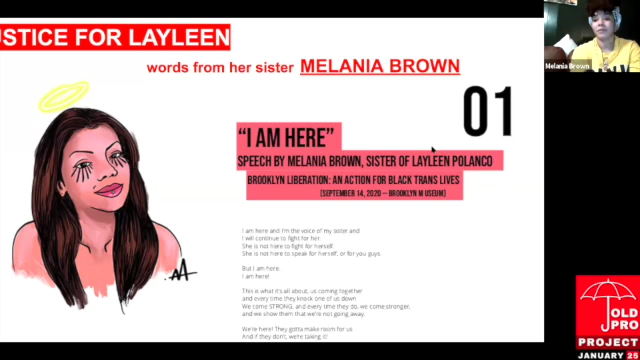 USTICE FOR LAYLEEN
words from her sister MELANIA BROWN
01
“I AM HERE”
SPEECH BY MELANIA BROWN, SISTER OF LAYLEEN POLANCO
BROOKLYN LIBERATION: AN ACTION FOR BLACK TRANS LIVES
(SEPTEMBER 14, 2020 – BROOKLYN MUSEUM)
I am here and I'm the voice of my sister and
I will continue to fight for her.
She is not here to fight for herself.
She is not here to speak for herself, or for you guys.
But I am here.
I am here!
This is what it's all about, us coming together
and every time they knock one of us down
We come STRONG, and every time they do, we come stronger,
and we show them that we're not going away.
We're here! They gotta make room for us
And if they don't, we're taking it!
Melania Brown
OLD
PRO
PROJECT